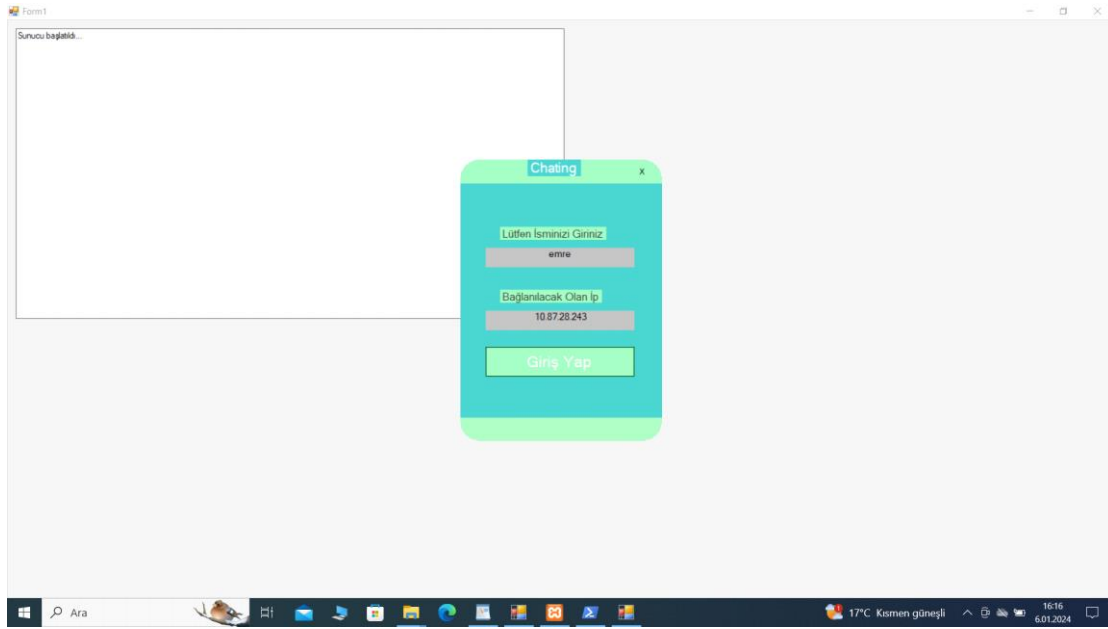 Form1
Sunucu başlatıldı...
Chating
x
Lütfen İsminizi Giriniz
emre
Bağlanılacak Olan İp
10.87.28.243
Giriş Yap
Ara
17°C Kısmen güneşli
16:16
6.01.2024